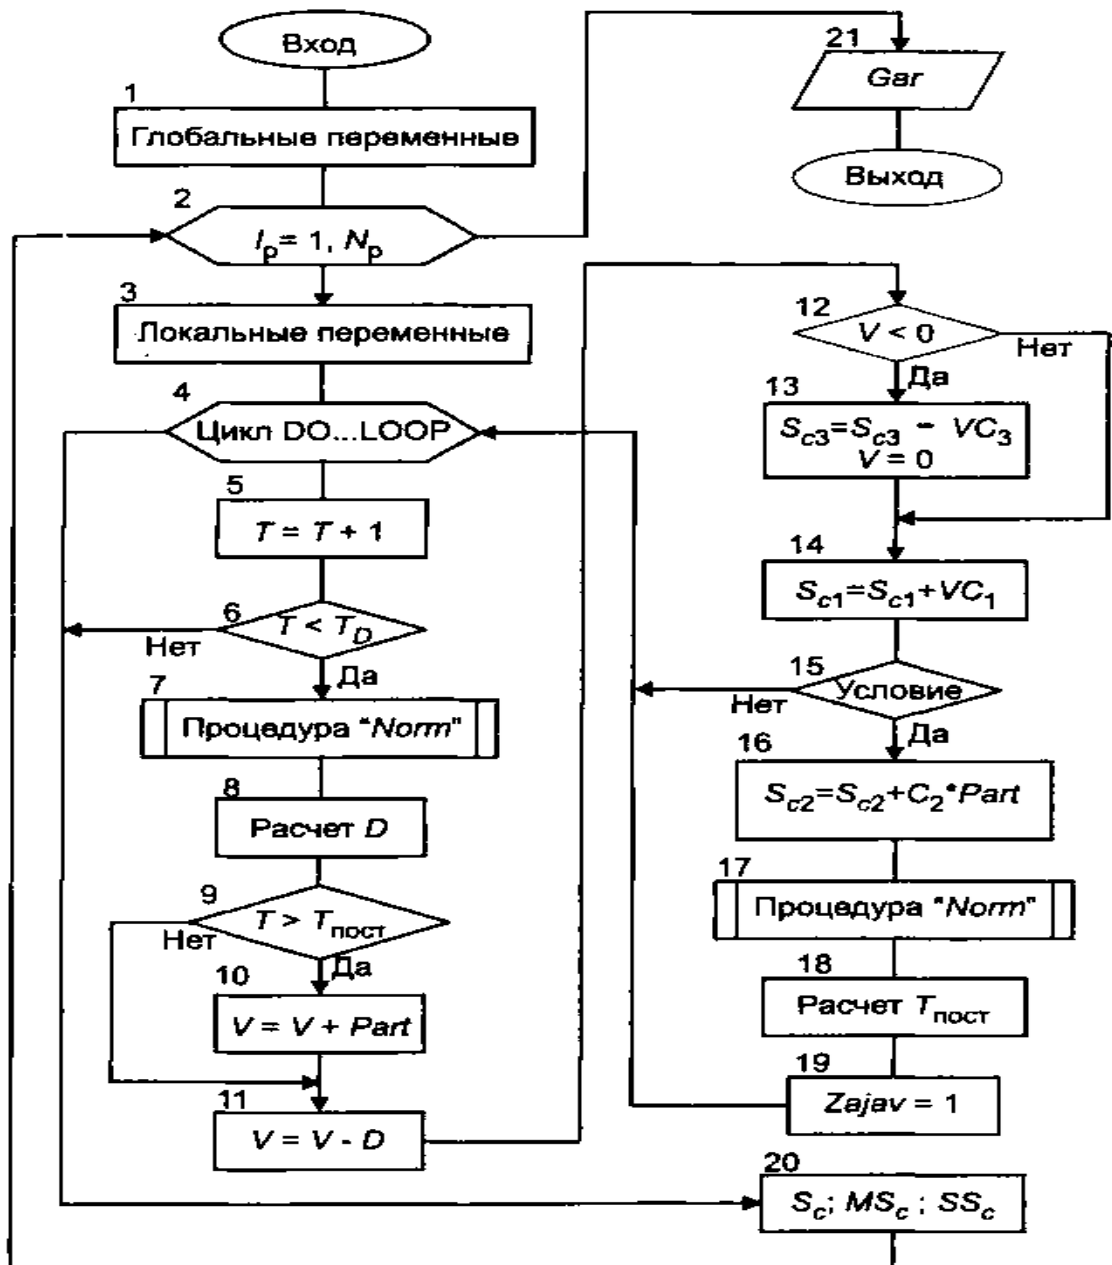 Вход
1
Глобальные переменные
2
Iр= 1, Nр
3
Локальные переменные
4
Цикл DO...LOOP
5
T = T + 1
6
T < TD
Нет
Да
7
Процедура "Norm"
8
Расчет D
9
T > Tпост
Нет
Да
10
V = V + Part
11
V = V - D
12
V < 0
Нет
Да
13
Sc3=Sc3 - VC3
V = 0
14
Sc1=Sc1+VC1
15
Условие
Нет
Да
16
Sc2=Sc2+C2*Part
17
Процедура "Norm"
18
Расчет Tпост
19
Zajav = 1
20
Sc; MSc; SSc
21
Gar
Выход